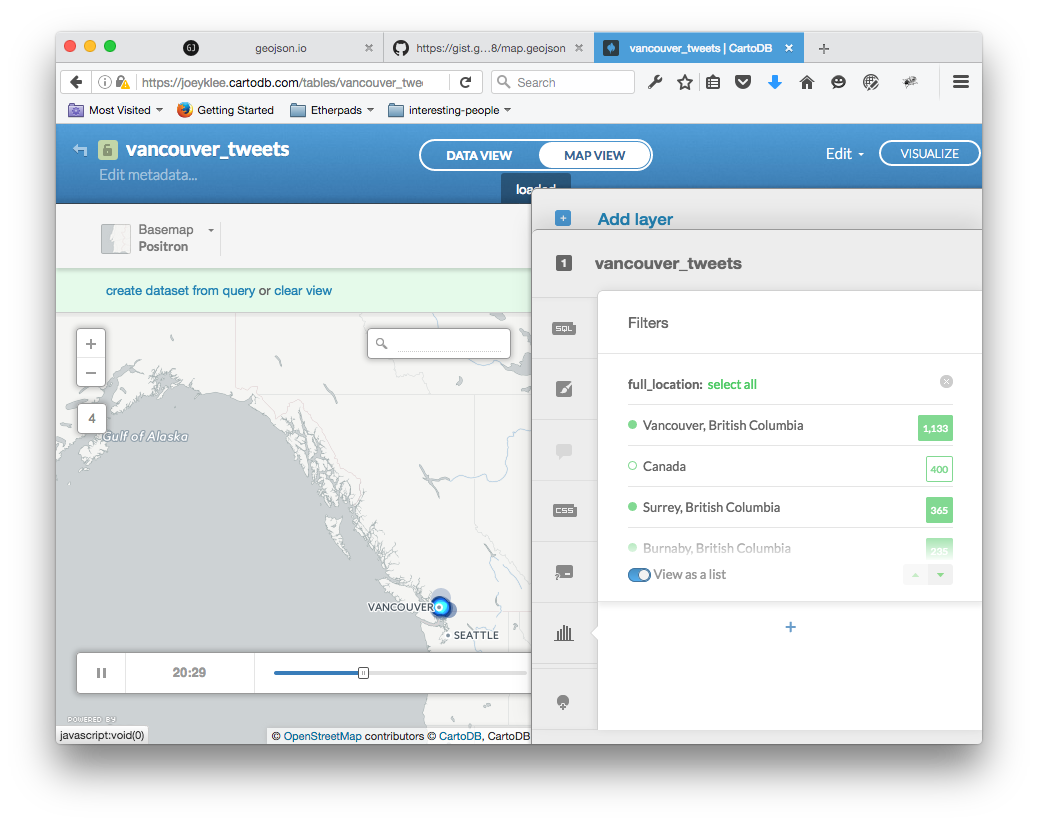 GJ geojson.io
https://gist.g...8/map.geojson
vancouver_tweets | CartoDB
https://joeyklee.cartodb.com/tables/vancouver_twe
Search
Most Visited
Getting Started
Etherpads
interesting-people
vancouver_tweets
Edit metadata...
DATA VIEW
MAP VIEW
Edit
VISUALIZE
loaded
Basemap
Positron
create dataset from query or clear view
+
−
4
Gulf of Alaska
VANCOUVER
SEATTLE
20:29
POWERED BY
javascript:void(0)
© OpenStreetMap contributors © CartoDB, CartoDB
+ Add layer
1 vancouver_tweets
SQL
CSS
?
Filters
full_location: select all
Vancouver, British Columbia 1,133
Canada 400
Surrey, British Columbia 365
Burnaby, British Columbia 235
View as a list
+